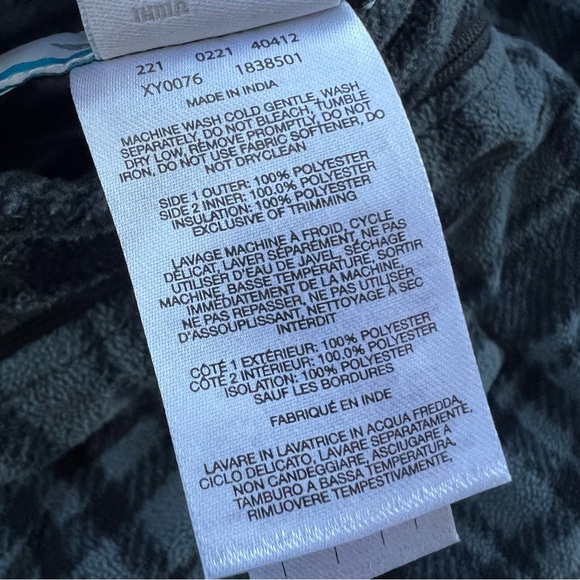 INDIA
221 0221 40412
XY0076 1838501
MADE IN INDIA
MACHINE WASH COLD GENTLE, WASH
SEPARATELY, DO NOT BLEACH, TUMBLE
DRY LOW, REMOVE PROMPTLY, DO NOT
IRON, DO NOT USE FABRIC SOFTENER, DO
NOT DRYCLEAN
SIDE 1 OUTER: 100% POLYESTER
SIDE 2 INNER: 100.0% POLYESTER
INSULATION: 100% POLYESTER
EXCLUSIVE OF TRIMMING
LAVAGE MACHINE À FROID, CYCLE
DÉLICAT, LAVER SÉPARÉMENT, NE PAS
UTILISER D'EAU DE JAVEL, SÉCHAGE
MACHINE, BASSE TEMPÉRATURE, SORTIR
IMMÉDIATEMENT DE LA MACHINE,
NE PAS REPASSER, NE PAS UTILISER
D'ASSOUPLISSANT, NETTOYAGE À SEC
INTERDIT
CÔTÉ 1 EXTÉRIEUR: 100% POLYESTER
CÔTÉ 2 INTÉRIEUR: 100.0% POLYESTER
ISOLATION: 100% POLYESTER
SAUF LES BORDURES
FABRIQUÉ EN INDE
LAVARE IN LAVATRICE IN ACQUA FREDDA,
CICLO DELICATO, LAVARE SEPARATAMENTE,
NON CANDEGGIARE, ASCIUGARE A
TAMBURO A BASSA TEMPERATURA,
RIMUOVERE TEMPESTIVAMENTE.